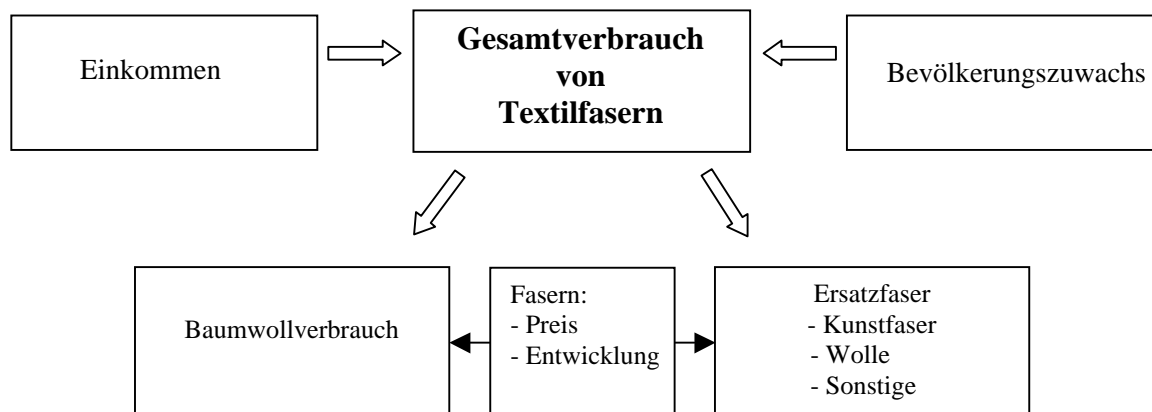 Einkommen
Gesamtverbrauch
von
Textilfasern
Bevölkerungszuwachs
Baumwollverbrauch
Fasern:
- Preis
- Entwicklung
Ersatzfaser
- Kunstfaser
- Wolle
- Sonstige